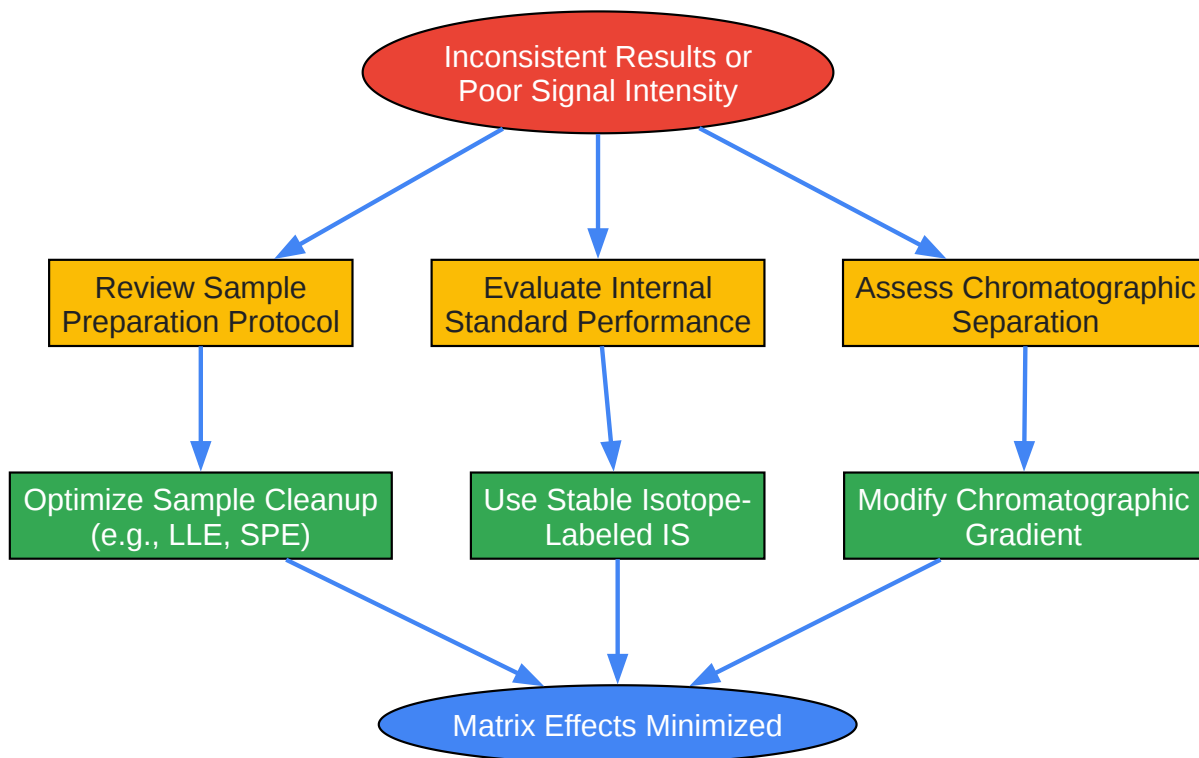 Inconsistent Results or
Poor Signal Intensity
Review Sample
Preparation Protocol
Evaluate Internal
Standard Performance
Assess Chromatographic
Separation
Optimize Sample Cleanup
(e.g., LLE, SPE)
Use Stable Isotope-
Labeled IS
Modify Chromatographic
Gradient
Matrix Effects Minimized